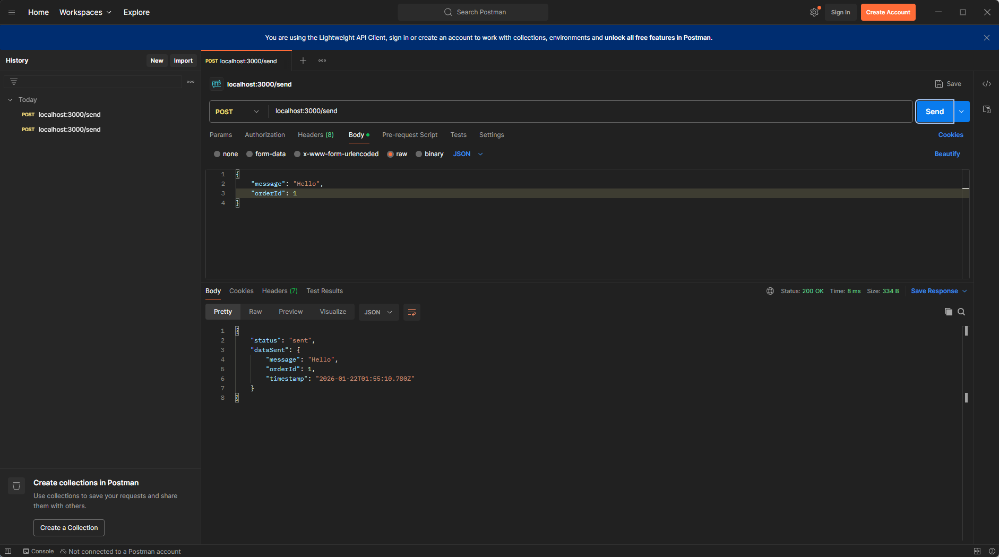 Home Workspaces Explore
Search Postman
Sign In Create Account
You are using the Lightweight API Client, sign in or create an account to work with collections, environments and unlock all free features in Postman.
History New Import
Today
POST localhost:3000/send
POST localhost:3000/send
POST localhost:3000/send
HTTP localhost:3000/send
Save
POST localhost:3000/send Send
Params Authorization Headers (8) Body Pre-request Script Tests Settings Cookies
none form-data x-www-form-urlencoded raw binary JSON Beautify
1 {
2 "message": "Hello",
3 "orderId": 1
4 }
Body Cookies Headers (7) Test Results Status: 200 OK Time: 8 ms Size: 334 B Save Response
Pretty Raw Preview Visualize JSON
1 {
2 "status": "sent",
3 "dataSent": {
4 "message": "Hello",
5 "orderId": 1,
6 "timestamp": "2026-01-22T01:55:10.780Z"
7 }
8 }
Create collections in Postman
Use collections to save your requests and share
them with others.
Create a Collection
Console Not connected to a Postman account